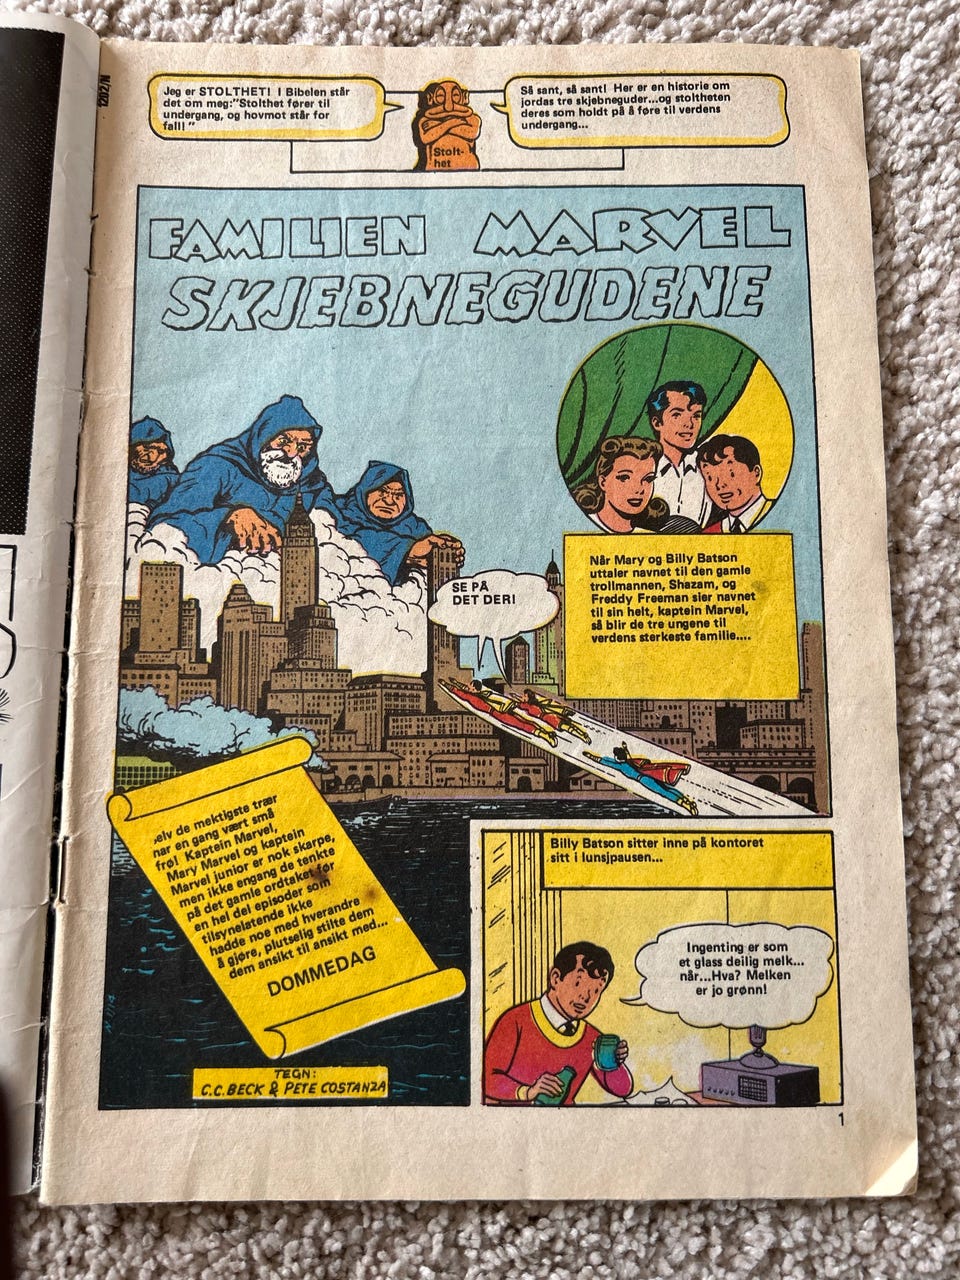 1202/N
Jeg er STOLTHET! I Bibelen står
det om meg:"Stolthet fører til
undergang, og hovmot står for
fall! "
Stolt-
het
Så sant, så sant! Her er en historie om
jordas tre skjebneguder...og stoltheten
deres som holdt på å føre til verdens
undergang...
FAMILIEN MARVEL
SKJEBNEGUDENE
Når Mary og Billy Batson
uttaler navnet til den gamle
trollmannen, Shazam, og
Freddy Freeman sier navnet
til sin helt, kaptein Marvel,
så blir de tre ungene til
verdens sterkeste familie....
SE PÅ
DET DER!
elv de mektigste trær
har en gang vært små
frø! Kaptein Marvel,
Mary Marvel og kaptein
Marvel junior er nok skarpe,
men ikke engang de tenkte
på det gamle ordtaket før
en hel del episoder som
tilsynelatende ikke
hadde noe med hverandre
å gjøre, plutselig stilte dem
dem ansikt til ansikt med...
DOMMEDAG
TEGN:
C.C. BECK & PETE COSTANZA
Billy Batson sitter inne på kontoret
sitt i lunsjpausen...
Ingenting er som
et glass deilig melk...
når...Hva? Melken
er jo grønn!
1